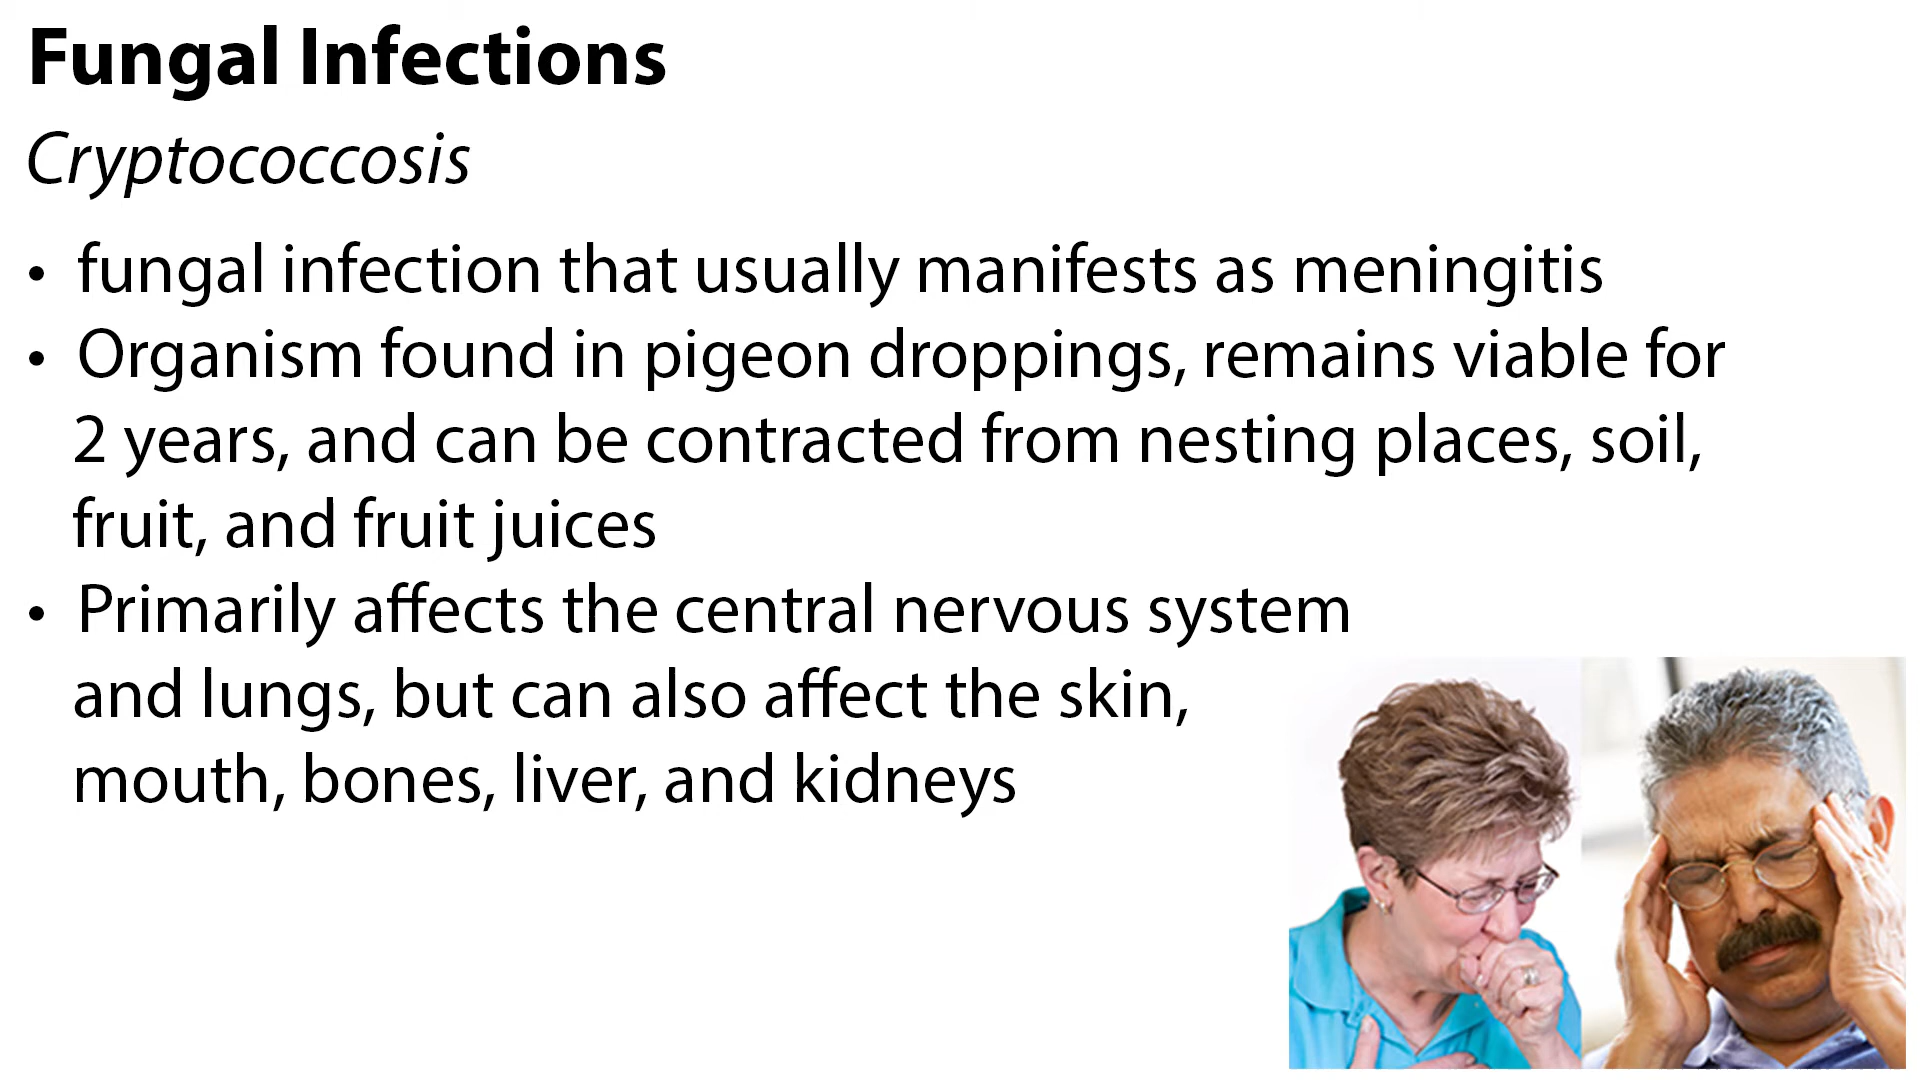 Fungal Infections
Cryptococcosis
• fungal infection that usually manifests as meningitis
• Organism found in pigeon droppings, remains viable for
2 years, and can be contracted from nesting places, soil,
fruit, and fruit juices
• Primarily affects the central nervous system
and lungs, but can also affect the skin,
mouth, bones, liver, and kidneys